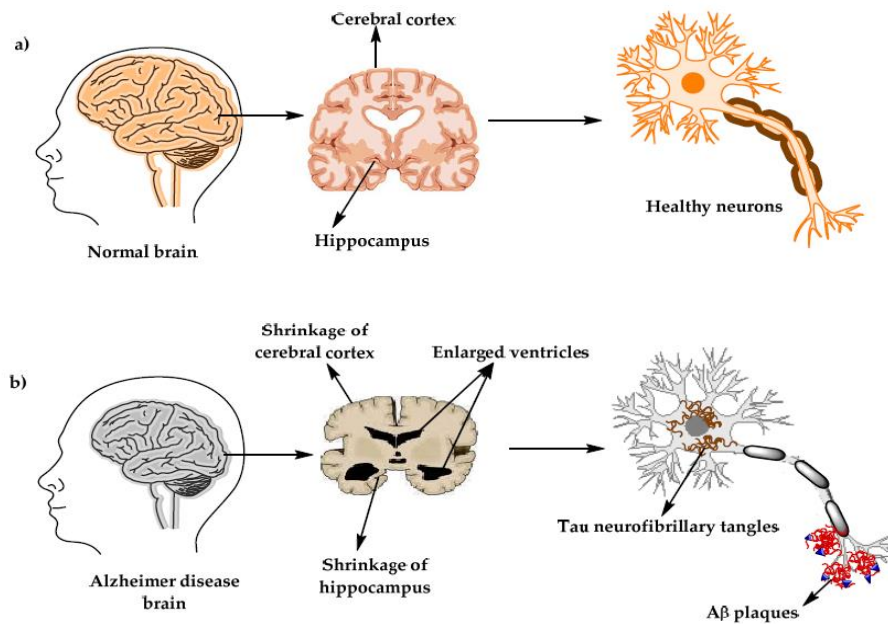 a)
Cerebral cortex
Normal brain
Hippocampus
Healthy neurons
b)
Shrinkage of
cerebral cortex
Enlarged ventricles
Alzheimer disease
brain
Shrinkage of
hippocampus
Tau neurofibrillary tangles
Aβ plaques